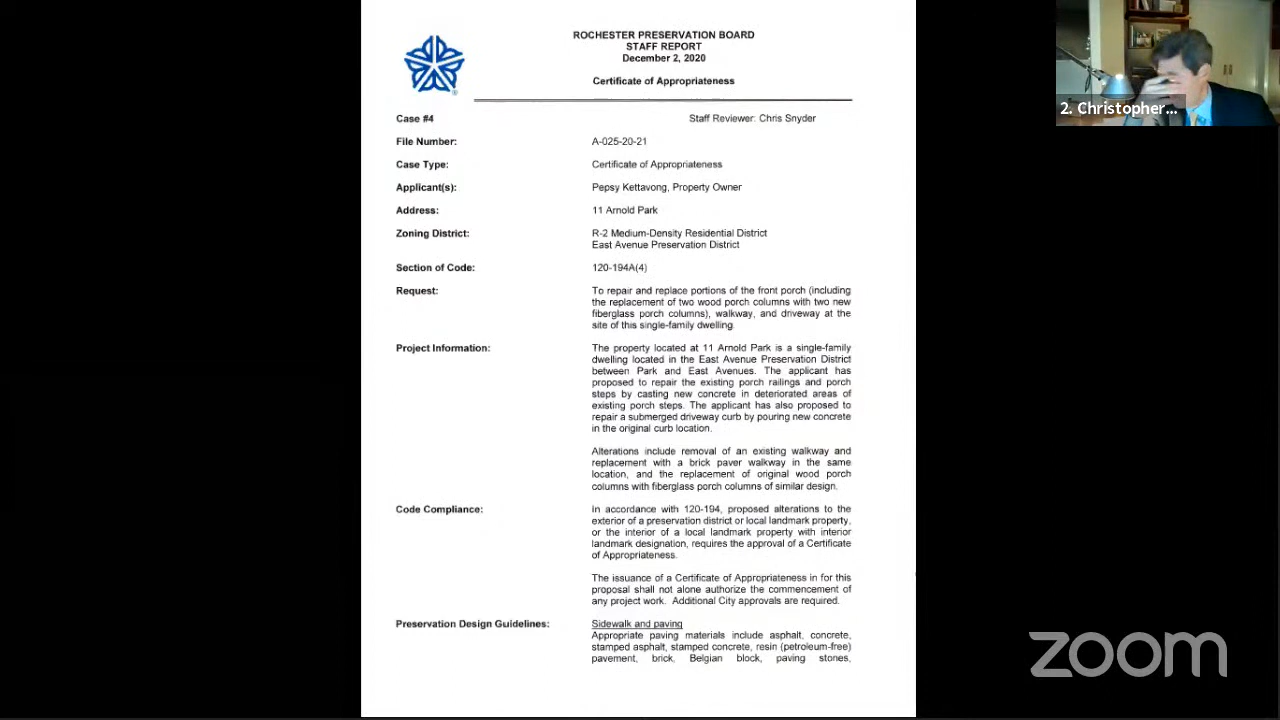 ROCHESTER PRESERVATION BOARD
STAFF REPORT
December 2, 2020
Certificate of Appropriateness
Case #4
Staff Reviewer: Chris Snyder
File Number:
A-025-20-21
Case Type:
Certificate of Appropriateness
Applicant(s):
Pepsy Kettavong, Property Owner
Address:
11 Arnold Park
Zoning District:
R-2 Medium-Density Residential District
East Avenue Preservation District
Section of Code:
120-194A(4)
Request:
To repair and replace portions of the front porch (including
the replacement of two wood porch columns with two new
fiberglass porch columns), walkway, and driveway at the
site of this single-family dwelling.
Project Information:
The property located at 11 Arnold Park is a single-family
dwelling located in the East Avenue Preservation District
between Park and East Avenues. The applicant has
proposed to repair the existing porch railings and porch
steps by casting new concrete in deteriorated areas of
existing porch steps. The applicant has also proposed to
repair a submerged driveway curb by pouring new concrete
in the original curb location.
Alterations include removal of an existing walkway and
replacement with a brick paver walkway in the same
location, and the replacement of original wood porch
columns with fiberglass porch columns of similar design.
Code Compliance:
In accordance with 120-194, proposed alterations to the
exterior of a preservation district or local landmark property,
or the interior of a local landmark property with interior
landmark designation, requires the approval of a Certificate
of Appropriateness.
The issuance of a Certificate of Appropriateness in for this
proposal shall not alone authorize the commencement of
any project work. Additional City approvals are required.
Preservation Design Guidelines:
Sidewalk and paving
Appropriate paving materials include asphalt, concrete,
stamped asphalt, stamped concrete, resin (petroleum-free)
pavement, brick, Belgian block, paving stones,
2. Christopher...
zoom